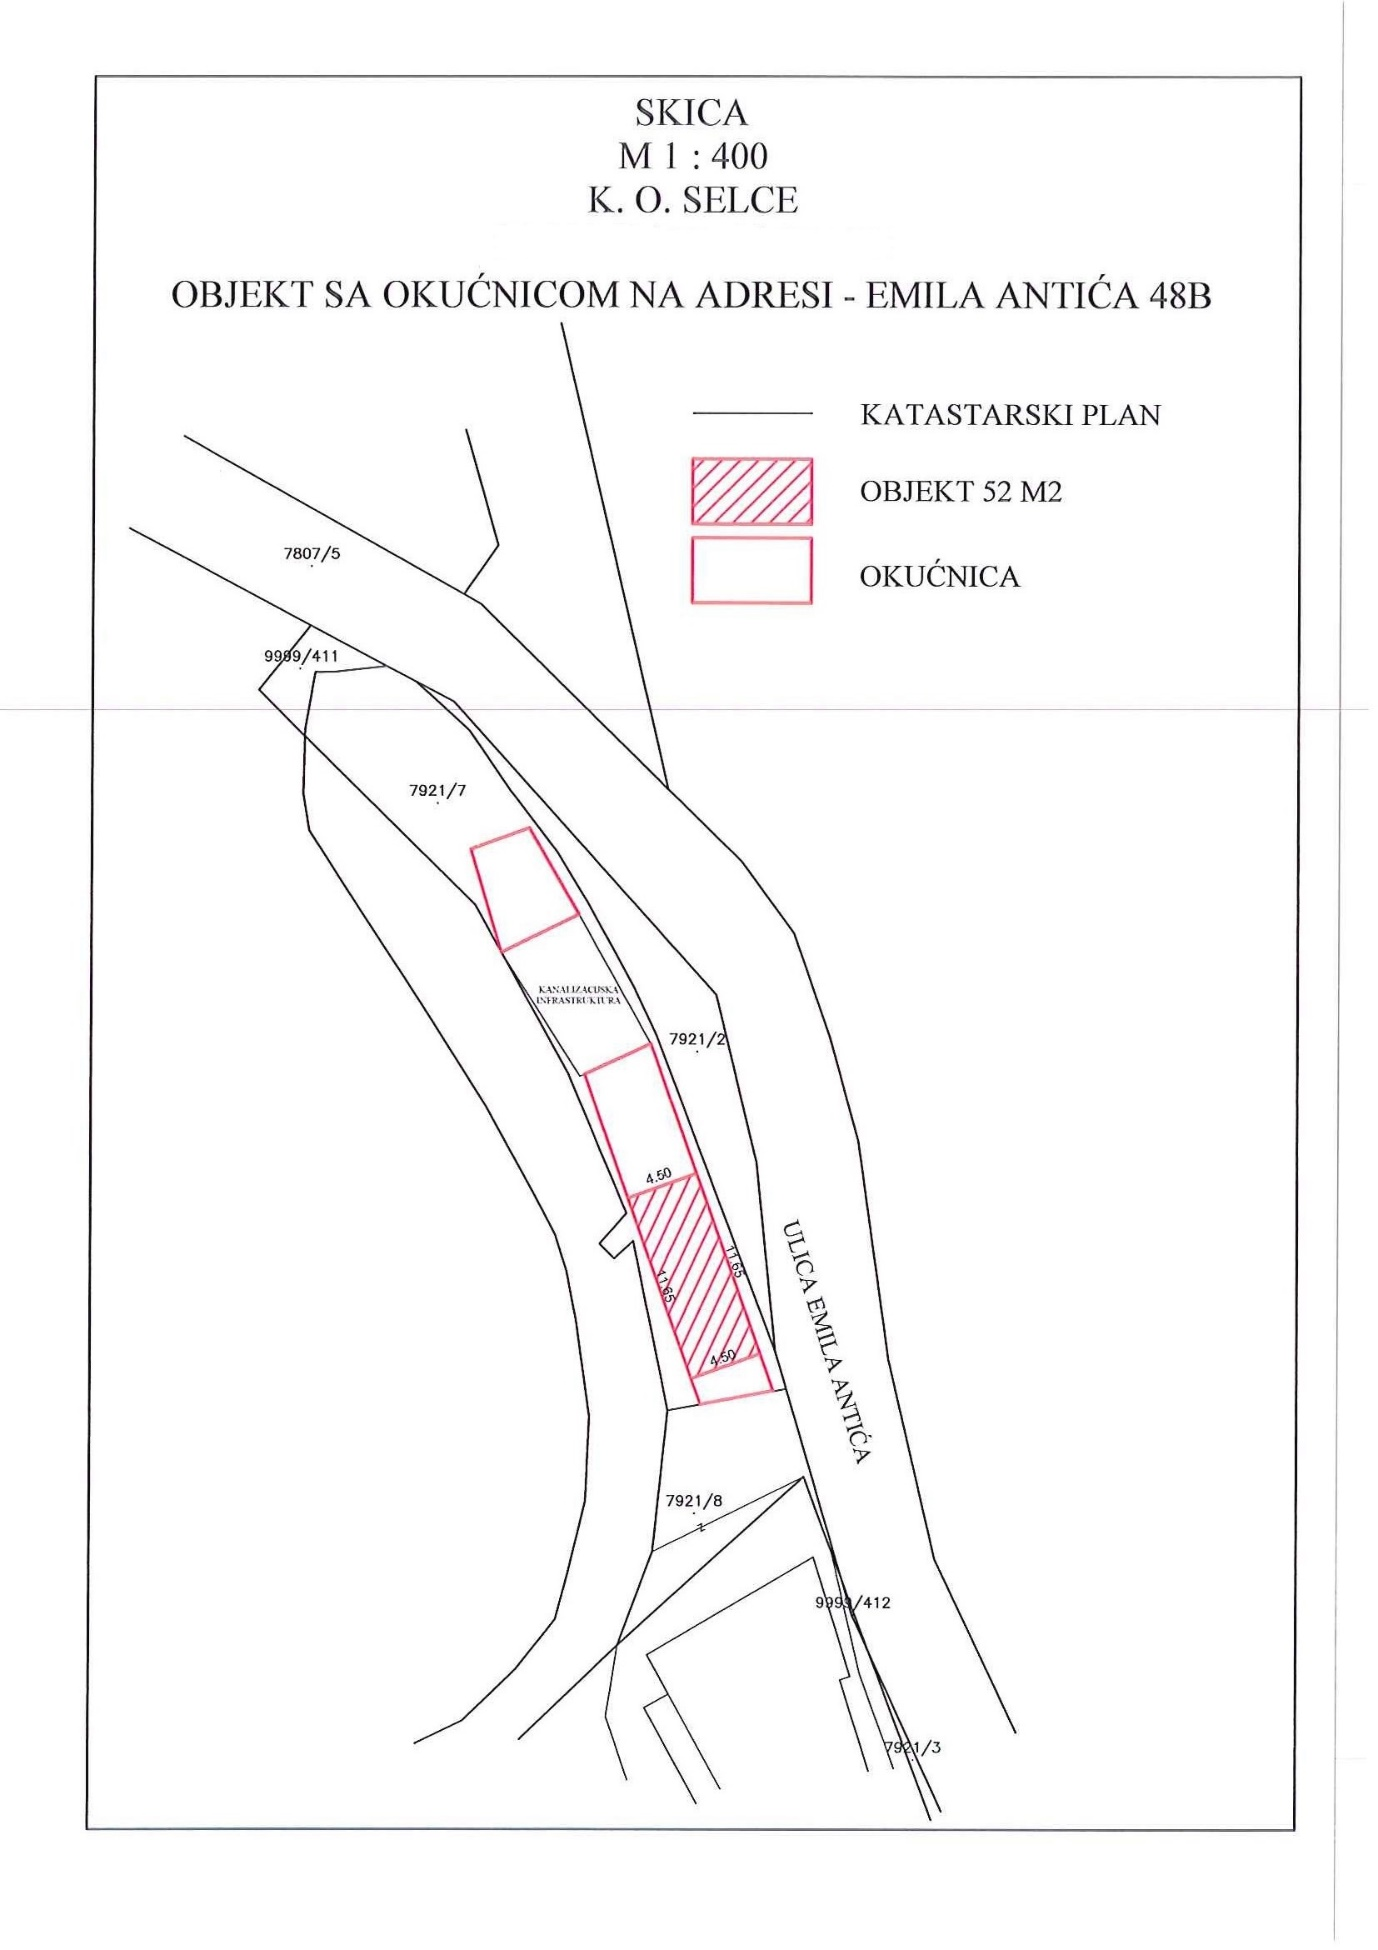 SKICA
M 1 : 400
K. O. SELCE
OBJEKT SA OKUĆNICOM NA ADRESI - EMILA ANTIĆA 48B
KATASTARSKI PLAN
OBJEKT 52 M2
OKUĆNICA
7807/5
9999/411
7921/7
KANALIZACIJSKA
INFRASTRUKTURA
7921/2
4.50
11.65
11.65
4.50
ULICA EMILA ANTIĆA
7921/8
z
9999/412
7921/3